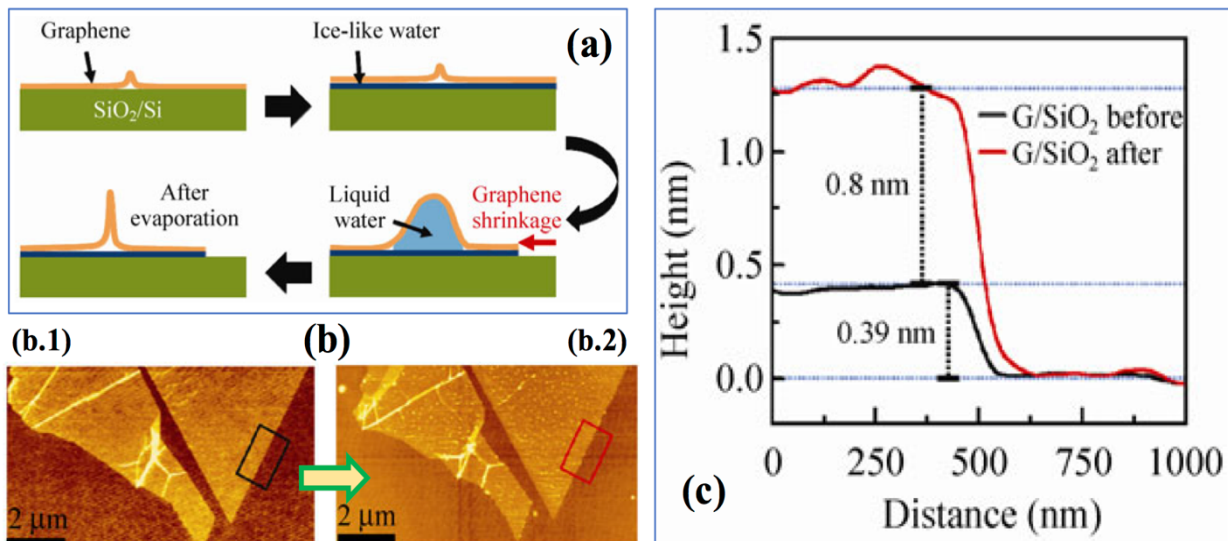 Graphene
Ice-like water
(a)
SiO₂/Si
After
evaporation
Liquid
water
Graphene
shrinkage
(b.1)
(b)
(b.2)
2 μm
2 μm
1.5
1.0
0.5
0.0
Height (nm)
G/SiO₂ before
G/SiO₂ after
0.8 nm
0.39 nm
0
250
500
750
1000
(c)
Distance (nm)